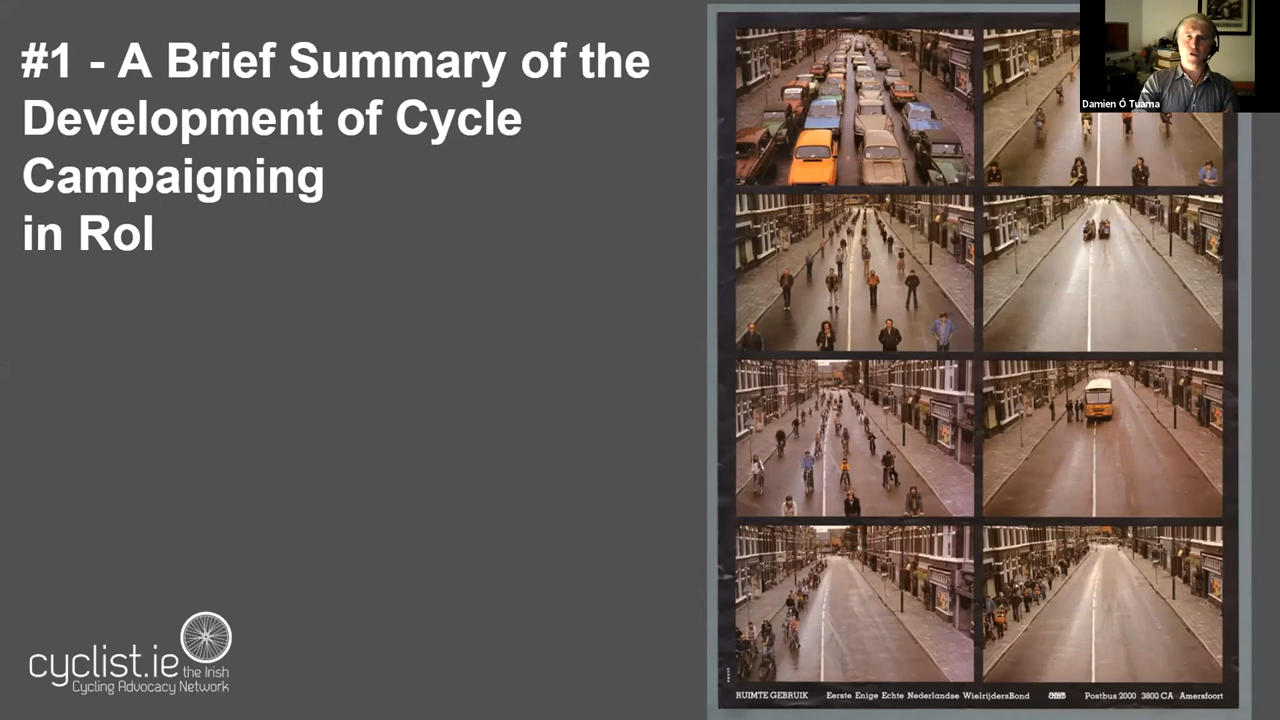 #1 - A Brief Summary of the
Development of Cycle
Campaigning
in RoI
Damien Ó Tuama
cyclist.ie the Irish
Cycling Advocacy Network
RUIMTE GEBRUIK Eerste Enige Echte Nederlandse WielrijdersBond Postbus 2000 3800 CA Amersfoort